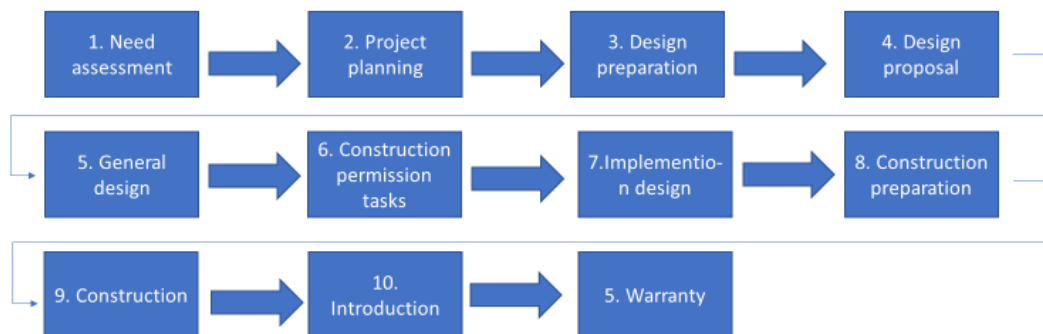 1. Need
assessment
2. Project
planning
3. Design
preparation
4. Design
proposal
5. General
design
6. Construction
permission
tasks
7.Implementio-
n design
8. Construction
preparation
9. Construction
10.
Introduction
5. Warranty